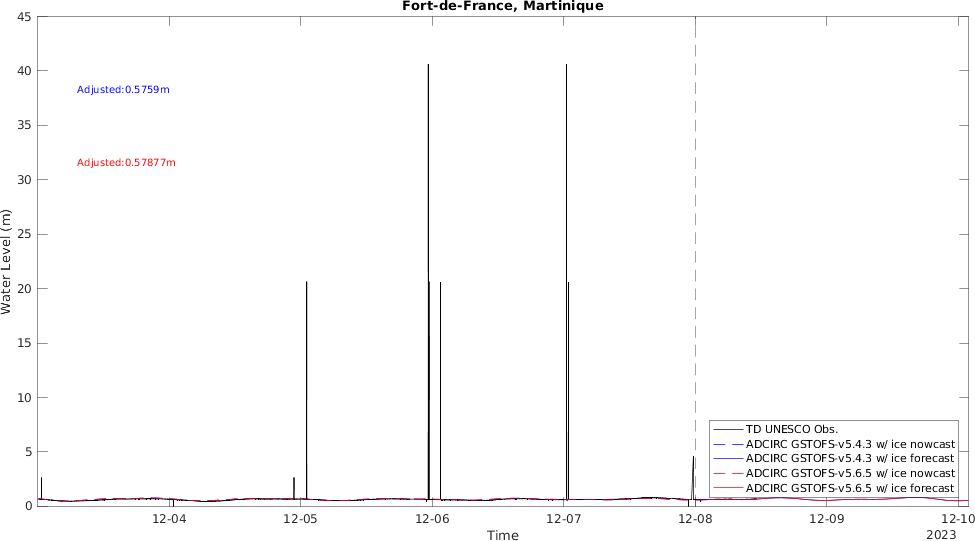 Fort-de-France, Martinique
45
40
35
30
25
20
15
10
5
0
Water Level (m)
Adjusted:0.5759m
Adjusted:0.57877m
TD UNESCO Obs.
ADCIRC GSTOFS-v5.4.3 w/ ice nowcast
ADCIRC GSTOFS-v5.4.3 w/ ice forecast
ADCIRC GSTOFS-v5.6.5 w/ ice nowcast
ADCIRC GSTOFS-v5.6.5 w/ ice forecast
12-04 12-05 12-06 12-07 12-08 12-09 12-10
Time
2023